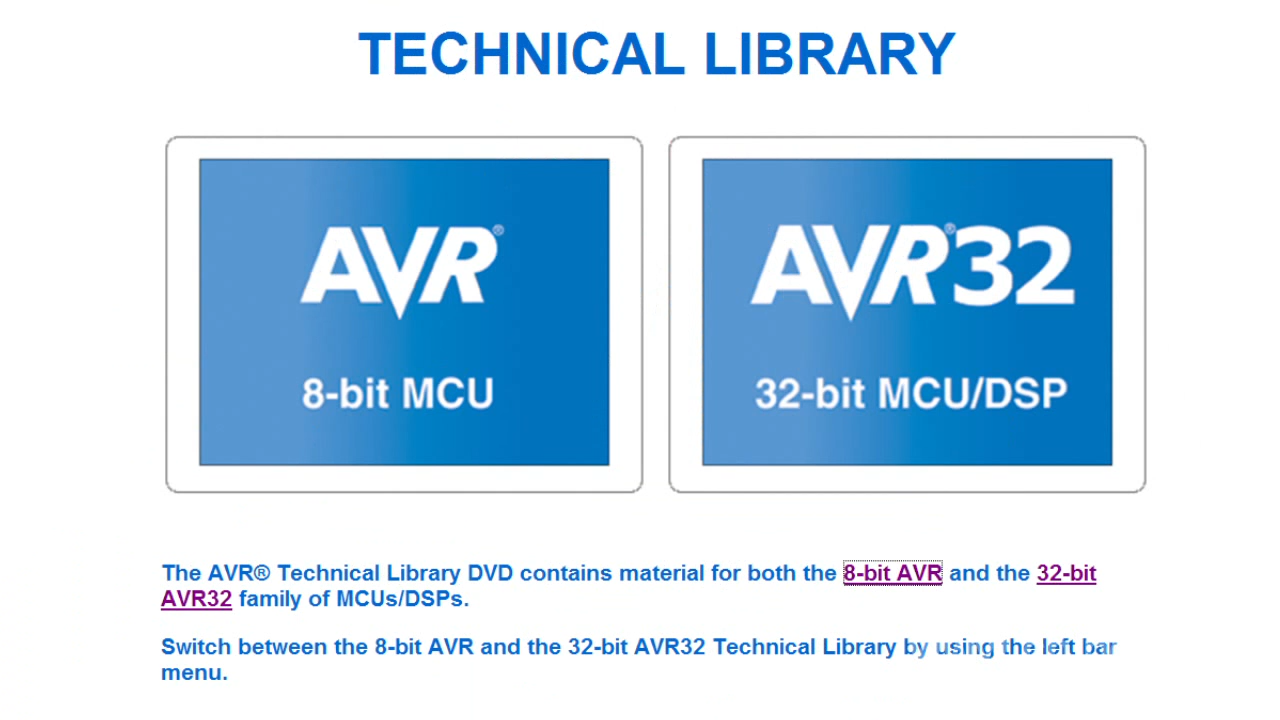 TECHNICAL LIBRARY
AVR®
8-bit MCU
AVR®32
32-bit MCU/DSP
The AVR® Technical Library DVD contains material for both the 8-bit AVR and the 32-bit
AVR32 family of MCUs/DSPs.
Switch between the 8-bit AVR and the 32-bit AVR32 Technical Library by using the left bar
menu.